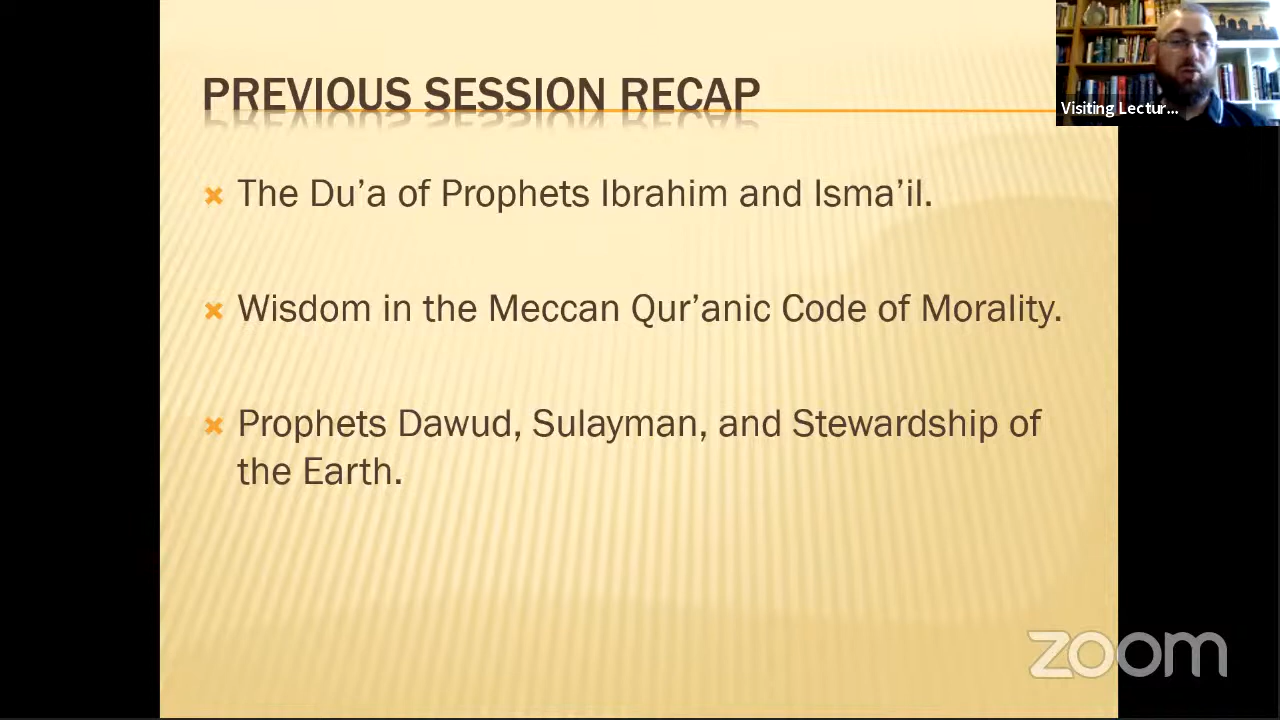 PREVIOUS SESSION RECAP
Visiting Lectur...
The Du’a of Prophets Ibrahim and Isma’il.
Wisdom in the Meccan Qur’anic Code of Morality.
Prophets Dawud, Sulayman, and Stewardship of
the Earth.
zoom